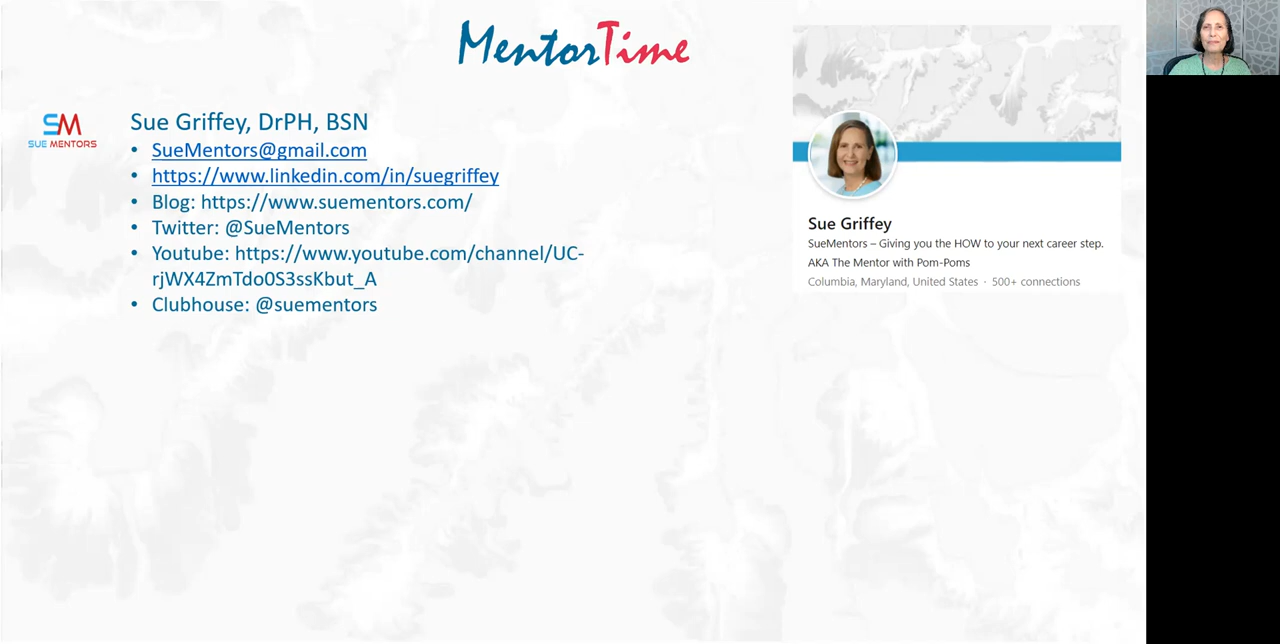 MentorTime
SM
SUE MENTORS
Sue Griffey, DrPH, BSN
• SueMentors@gmail.com
• https://www.linkedin.com/in/suegriffey
• Blog: https://www.suementors.com/
• Twitter: @SueMentors
• Youtube: https://www.youtube.com/channel/UC-
rjWX4ZmTdo0S3ssKbut_A
• Clubhouse: @suementors
Sue Griffey
SueMentors – Giving you the HOW to your next career step.
AKA The Mentor with Pom-Poms
Columbia, Maryland, United States · 500+ connections